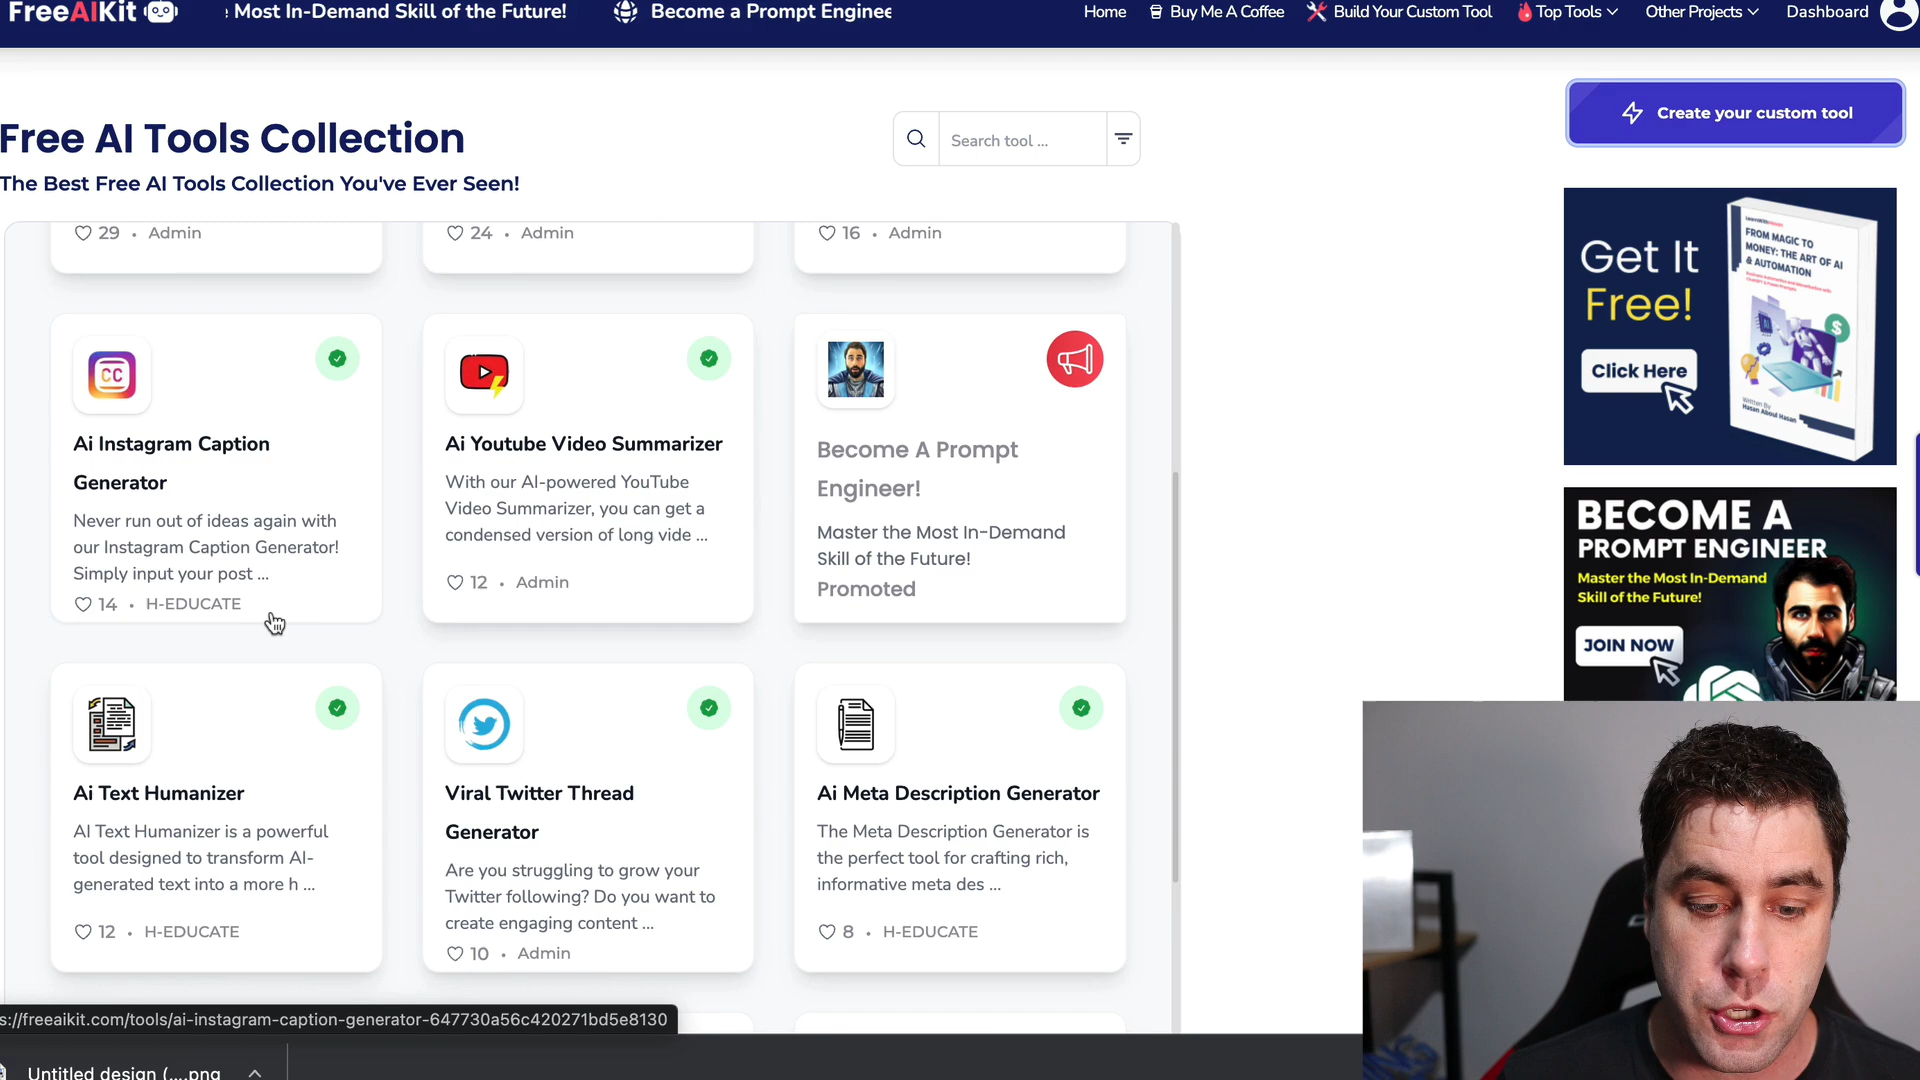 FreeAIKit
: Most In-Demand Skill of the Future!
Become a Prompt Enginee
Home
Buy Me A Coffee
Build Your Custom Tool
Top Tools
Other Projects
Dashboard
Free AI Tools Collection
The Best Free AI Tools Collection You've Ever Seen!
Search tool ...
Create your custom tool
29 • Admin
24 • Admin
16 • Admin
CC
Ai Instagram Caption
Generator
Never run out of ideas again with
our Instagram Caption Generator!
Simply input your post ...
14 • H-EDUCATE
Ai Youtube Video Summarizer
With our AI-powered YouTube
Video Summarizer, you can get a
condensed version of long vide ...
12 • Admin
Become A Prompt
Engineer!
Master the Most In-Demand
Skill of the Future!
Promoted
Ai Text Humanizer
AI Text Humanizer is a powerful
tool designed to transform AI-
generated text into a more h ...
12 • H-EDUCATE
Viral Twitter Thread
Generator
Are you struggling to grow your
Twitter following? Do you want to
create engaging content ...
10 • Admin
Ai Meta Description Generator
The Meta Description Generator is
the perfect tool for crafting rich,
informative meta des ...
8 • H-EDUCATE
Get It
Free!
Click Here
FROM MAGIC TO
MONEY: THE ART OF AI
& AUTOMATION
Written By
Hasan Aboul Hasan
BECOME A
PROMPT ENGINEER
Master the Most In-Demand
Skill of the Future!
JOIN NOW
s://freeaikit.com/tools/ai-instagram-caption-generator-647730a56c420271bd5e8130
Untitled design (....png